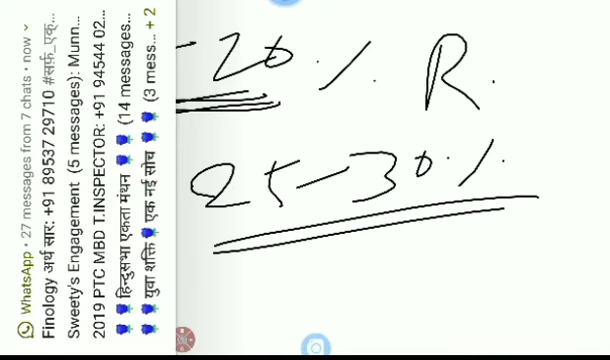 WhatsApp • 27 messages from 7 chats • now
Finology अर्थ सार: +91 89537 29710 #सर्फ़_एक्...
Sweety's Engagement (5 messages): Munn...
2019 PTC MBD T.INSPECTOR: +91 94544 02...
हिन्दुसभा एकता मंथन (14 messages...
युवा शक्ति एक नई सोच (3 mess... + 2
-20 % R.
25-30%